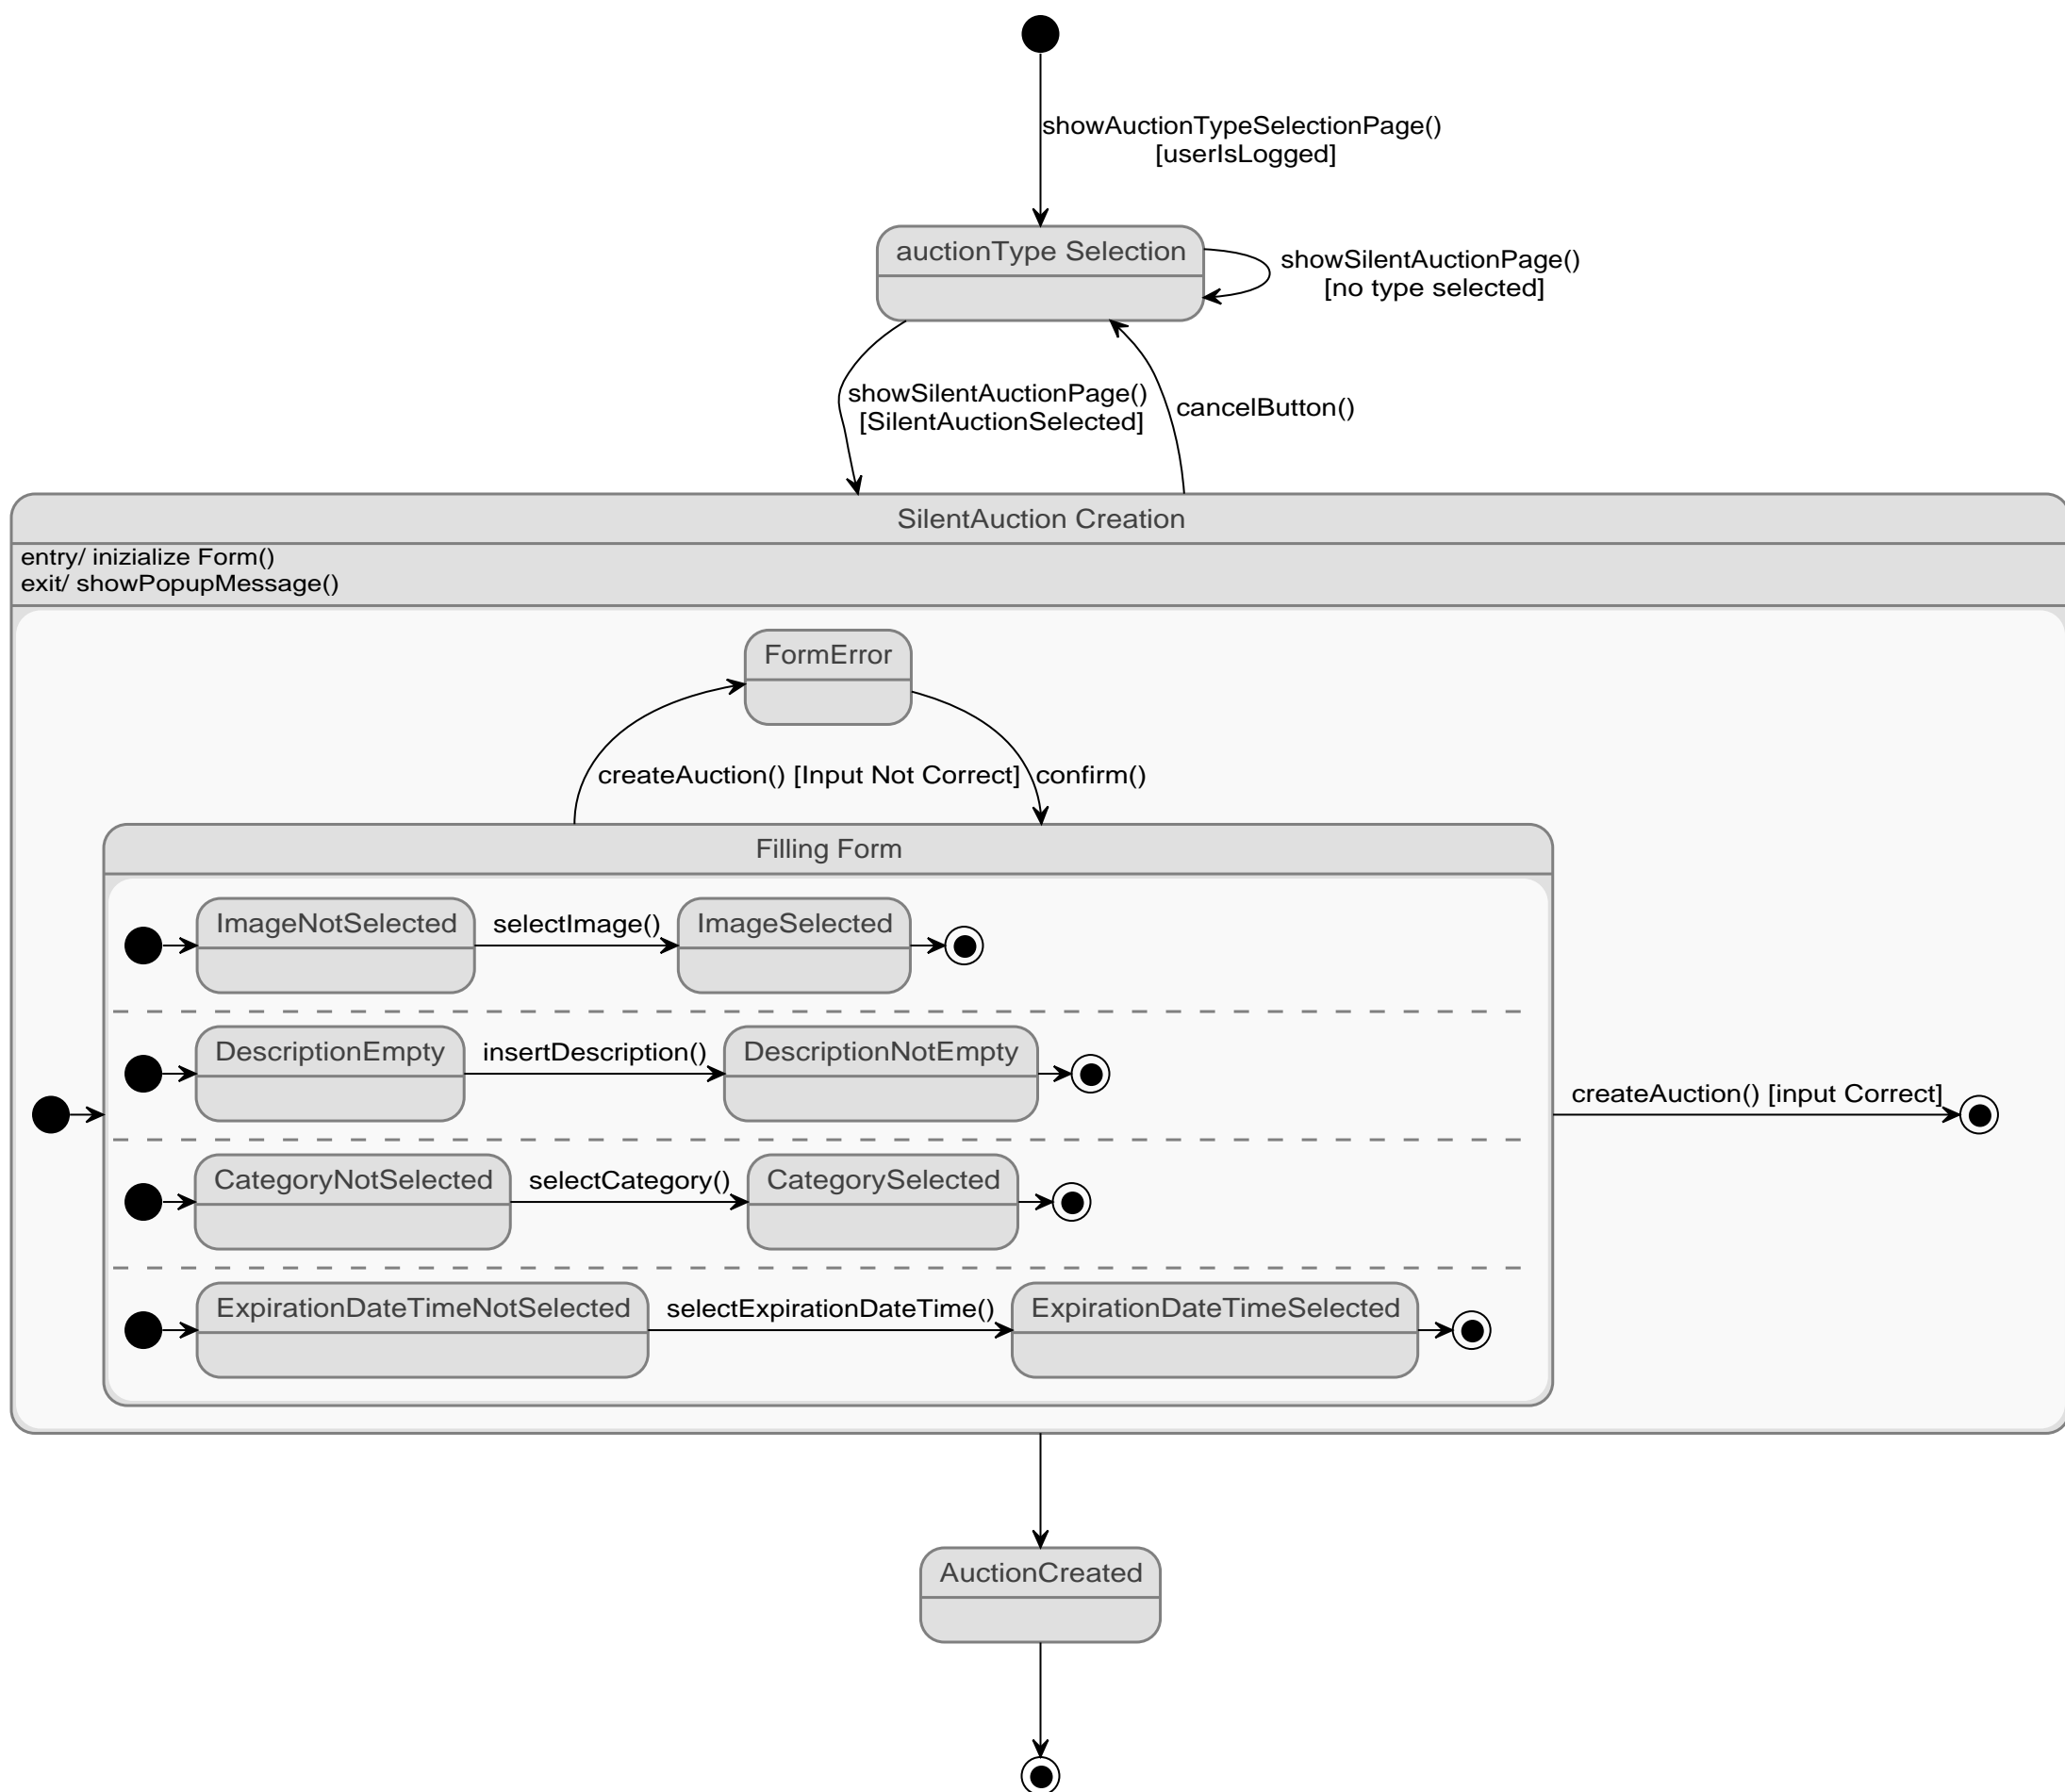 showAuctionTypeSelectionPage()
[userIsLogged]
auctionType Selection
showSilentAuctionPage()
[no type selected]
showSilentAuctionPage()
[SilentAuctionSelected]
cancelButton()
SilentAuction Creation
entry/ inizialize Form()
exit/ showPopupMessage()
FormError
createAuction() [Input Not Correct]
confirm()
Filling Form
ImageNotSelected
selectImage()
ImageSelected
DescriptionEmpty
insertDescription()
DescriptionNotEmpty
createAuction() [input Correct]
CategoryNotSelected
selectCategory()
CategorySelected
ExpirationDateTimeNotSelected
selectExpirationDateTime()
ExpirationDateTimeSelected
AuctionCreated